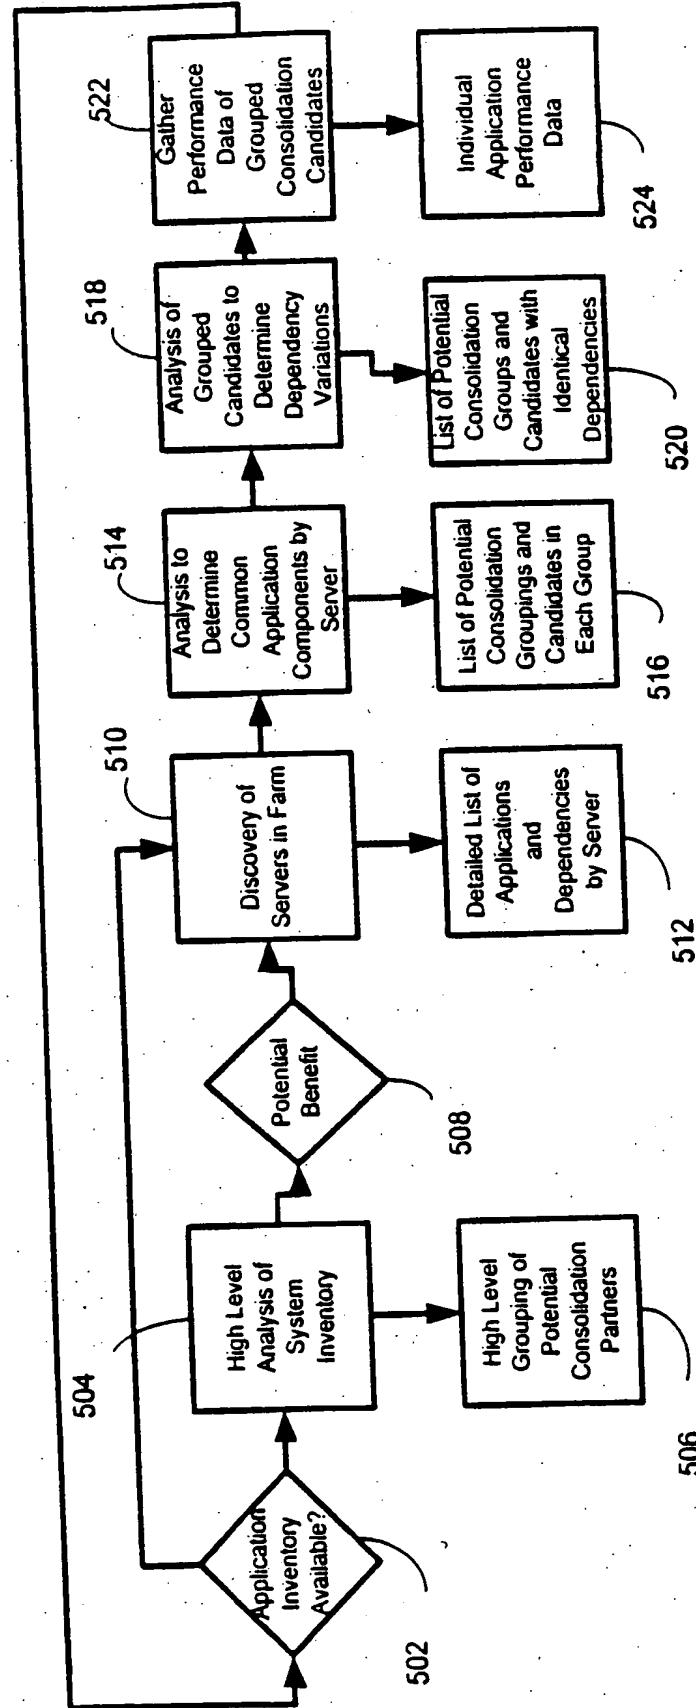 502
Application
Inventory
Available?
504
High Level
Analysis of
System
Inventory
High Level
Grouping of
Potential
Consolidation
Partners
506
Potential
Benefit
508
510
Discovery of
Servers in Farm
Detailed List of
Applications
and
Dependencies
by Server
512
514
Analysis to
Determine
Common
Application
Components by
Server
List of Potential
Consolidation
Groupings and
Candidates in
Each Group
516
518
Analysis of
Grouped
Candidates to
Determine
Dependency
Variations
List of Potential
Consolidation
Groups and
Candidates with
Identical
Dependencies
520
522
Gather
Performance
Data of
Grouped
Consolidation
Candidates
Individual
Application
Performance
Data
524